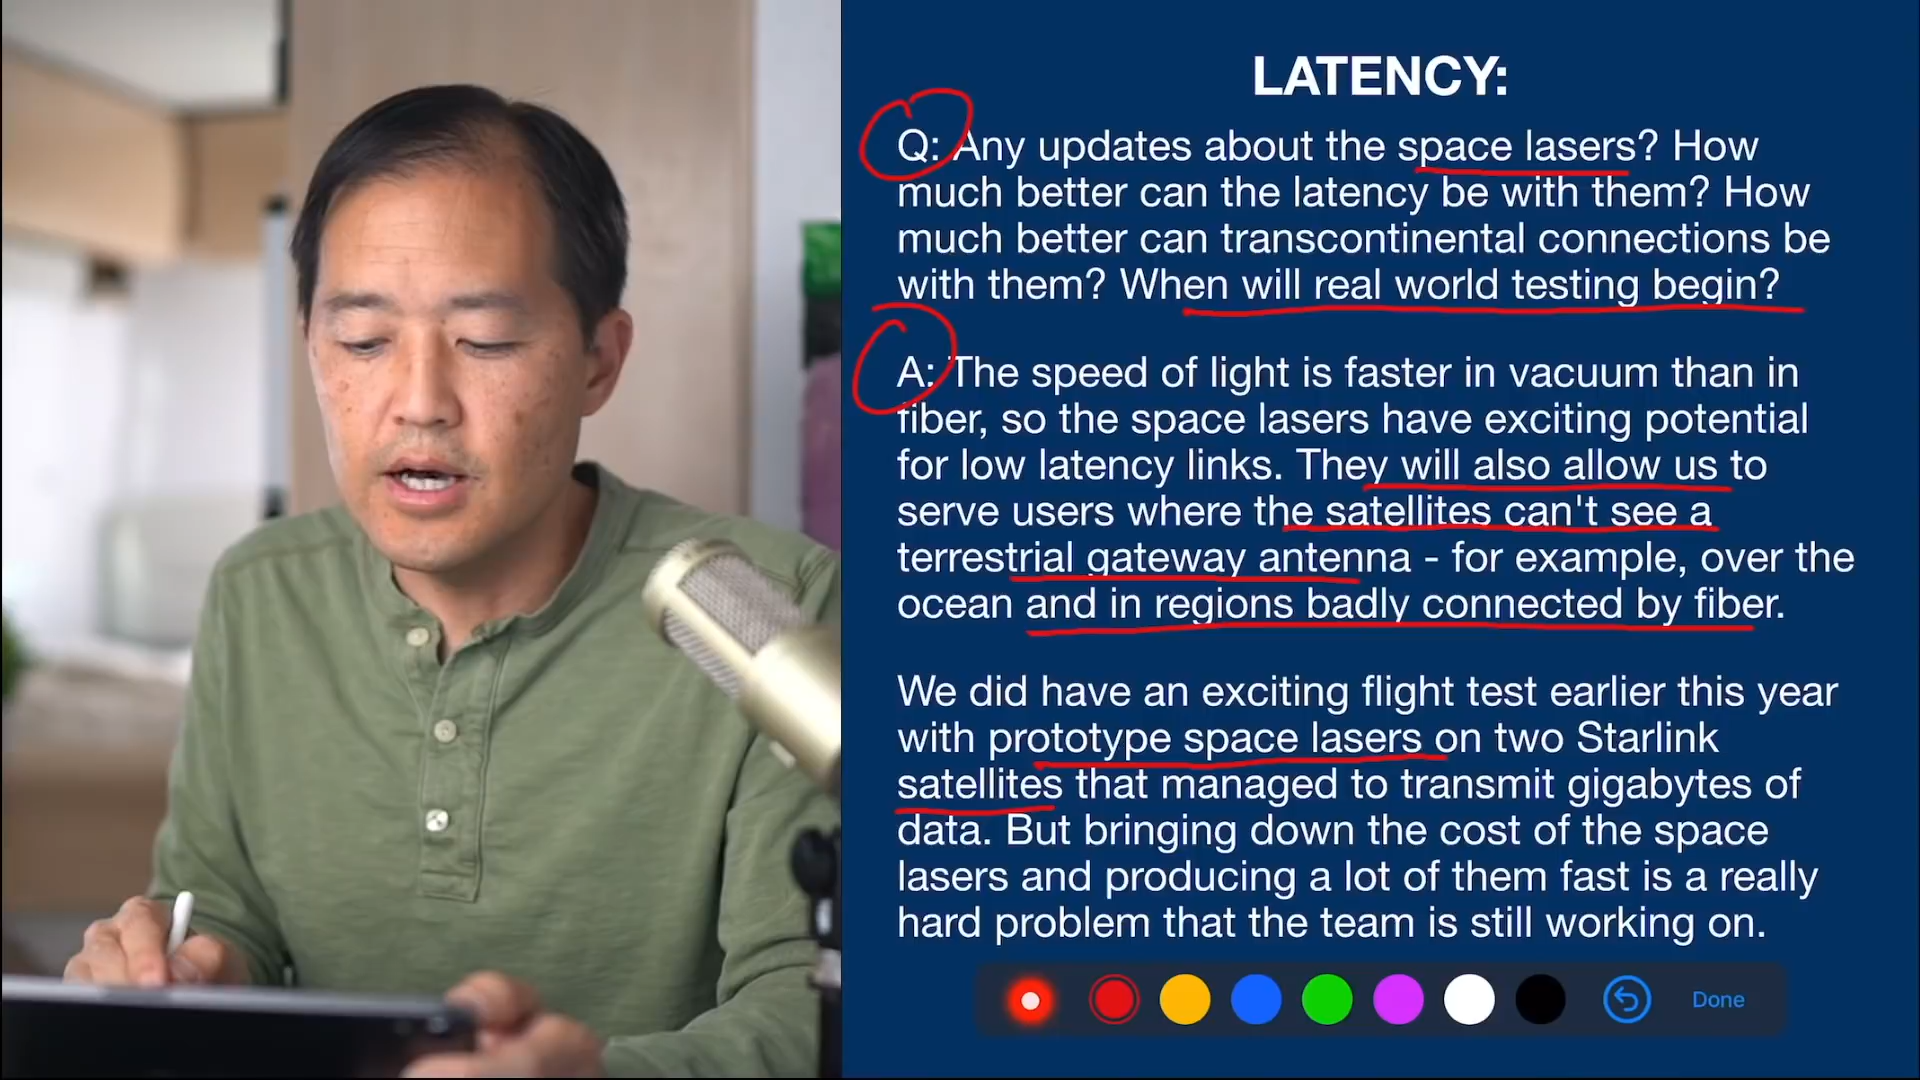 LATENCY:
Q: Any updates about the space lasers? How
much better can the latency be with them? How
much better can transcontinental connections be
with them? When will real world testing begin?
A: The speed of light is faster in vacuum than in
fiber, so the space lasers have exciting potential
for low latency links. They will also allow us to
serve users where the satellites can't see a
terrestrial gateway antenna - for example, over the
ocean and in regions badly connected by fiber.
We did have an exciting flight test earlier this year
with prototype space lasers on two Starlink
satellites that managed to transmit gigabytes of
data. But bringing down the cost of the space
lasers and producing a lot of them fast is a really
hard problem that the team is still working on.
Done